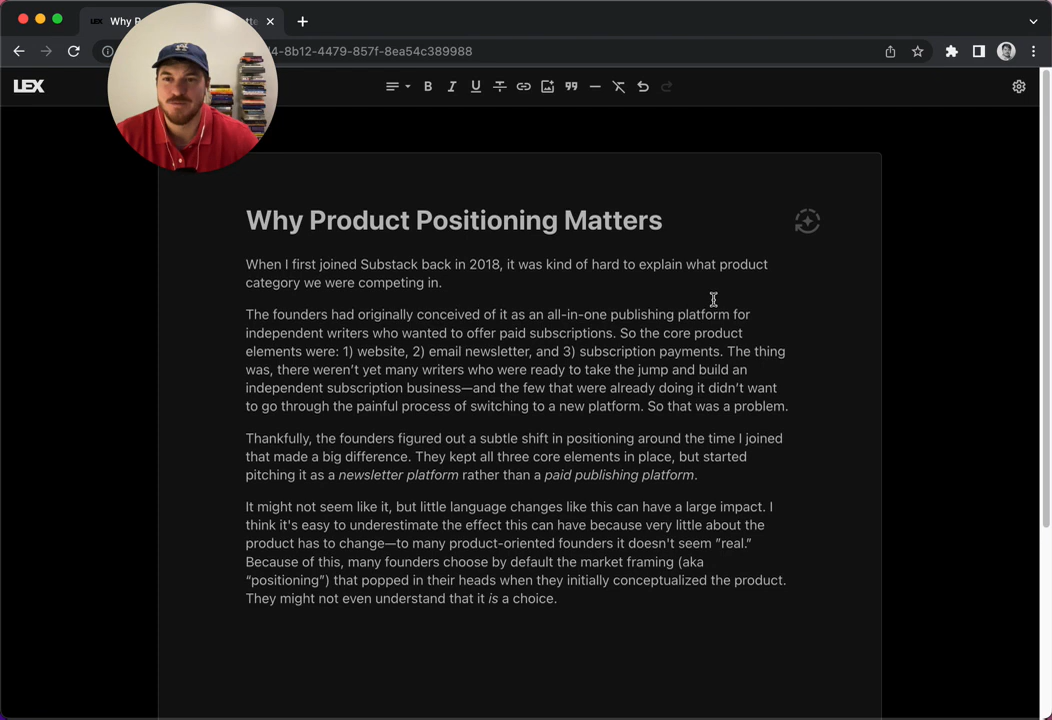 LEX
Why P
tte
4-8b12-4479-857f-8ea54c389988
LEX
B I U
Why Product Positioning Matters
When I first joined Substack back in 2018, it was kind of hard to explain what product
category we were competing in.
The founders had originally conceived of it as an all-in-one publishing platform for
independent writers who wanted to offer paid subscriptions. So the core product
elements were: 1) website, 2) email newsletter, and 3) subscription payments. The thing
was, there weren’t yet many writers who were ready to take the jump and build an
independent subscription business—and the few that were already doing it didn’t want
to go through the painful process of switching to a new platform. So that was a problem.
Thankfully, the founders figured out a subtle shift in positioning around the time I joined
that made a big difference. They kept all three core elements in place, but started
pitching it as a newsletter platform rather than a paid publishing platform.
It might not seem like it, but little language changes like this can have a large impact. I
think it's easy to underestimate the effect this can have because very little about the
product has to change—to many product-oriented founders it doesn't seem ”real.”
Because of this, many founders choose by default the market framing (aka
“positioning”) that popped in their heads when they initially conceptualized the product.
They might not even understand that it is a choice.